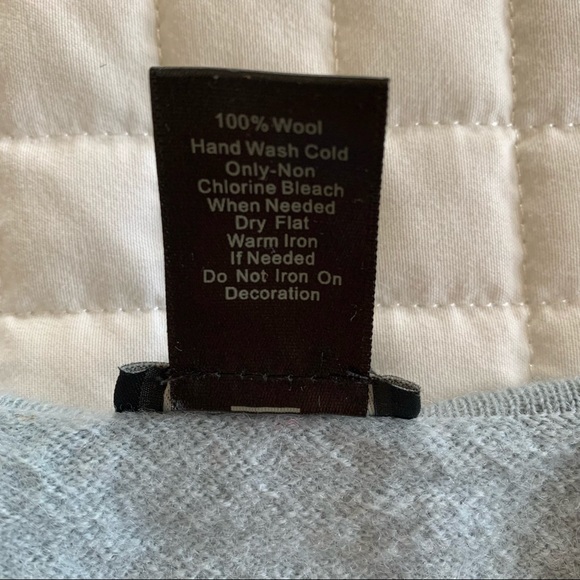 100% Wool
Hand Wash Cold
Only-Non
Chlorine Bleach
When Needed
Dry Flat
Warm Iron
If Needed
Do Not Iron On
Decoration